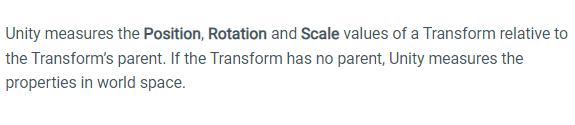 Unity measures the Position, Rotation and Scale values of a Transform relative to
the Transform’s parent. If the Transform has no parent, Unity measures the
properties in world space.